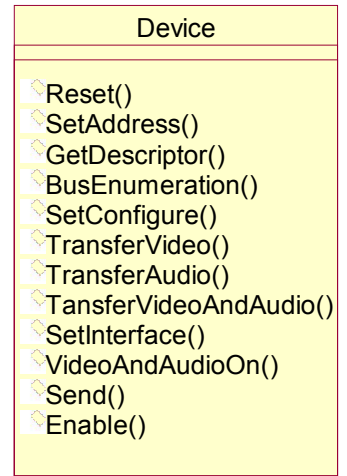 Device
Reset()
SetAddress()
GetDescriptor()
BusEnumeration()
SetConfigure()
TransferVideo()
TransferAudio()
TansferVideoAndAudio()
SetInterface()
VideoAndAudioOn()
Send()
Enable()